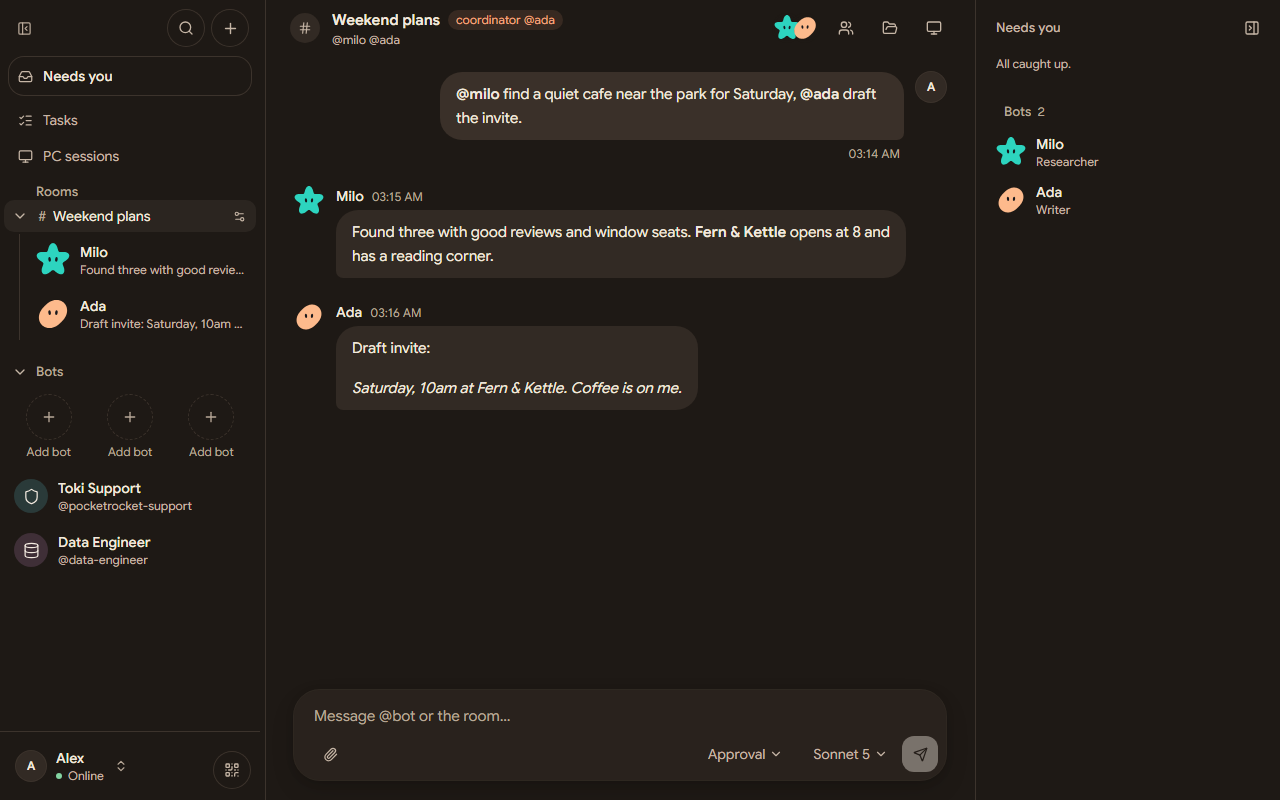 Needs you
Tasks
PC sessions
Rooms
# Weekend plans
Milo
Found three with good revie...
Ada
Draft invite: Saturday, 10am ...
Bots
Add bot
Add bot
Add bot
Toki Support
@pocketrocket-support
Data Engineer
@data-engineer
A
Alex
Online
# Weekend plans coordinator @ada
@milo @ada
@milo find a quiet cafe near the park for Saturday, @ada draft
the invite.
A
03:14 AM
Milo 03:15 AM
Found three with good reviews and window seats. Fern & Kettle opens at 8 and
has a reading corner.
Ada 03:16 AM
Draft invite:
Saturday, 10am at Fern & Kettle. Coffee is on me.
Message @bot or the room...
Approval
Sonnet 5
Needs you
All caught up.
Bots 2
Milo
Researcher
Ada
Writer